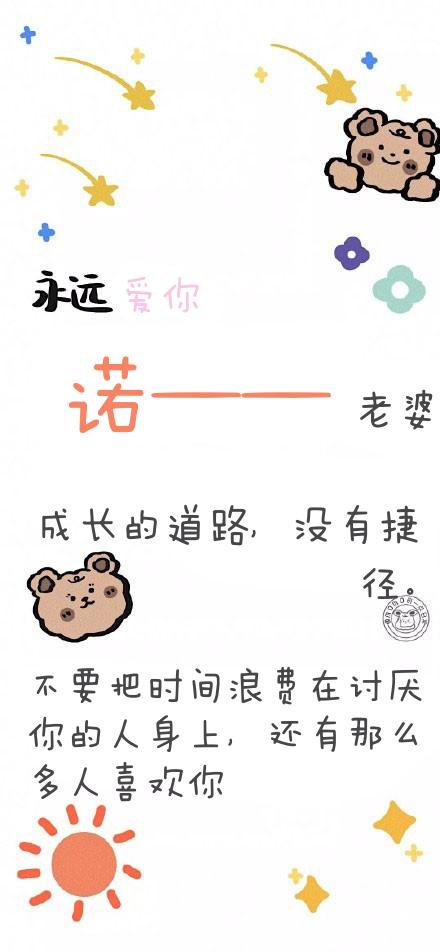 永远 爱你
诺—— 老婆
成长的道路, 没有捷
径。
不要把时间浪费在讨厌
你的人身上, 还有那么
多人喜欢你